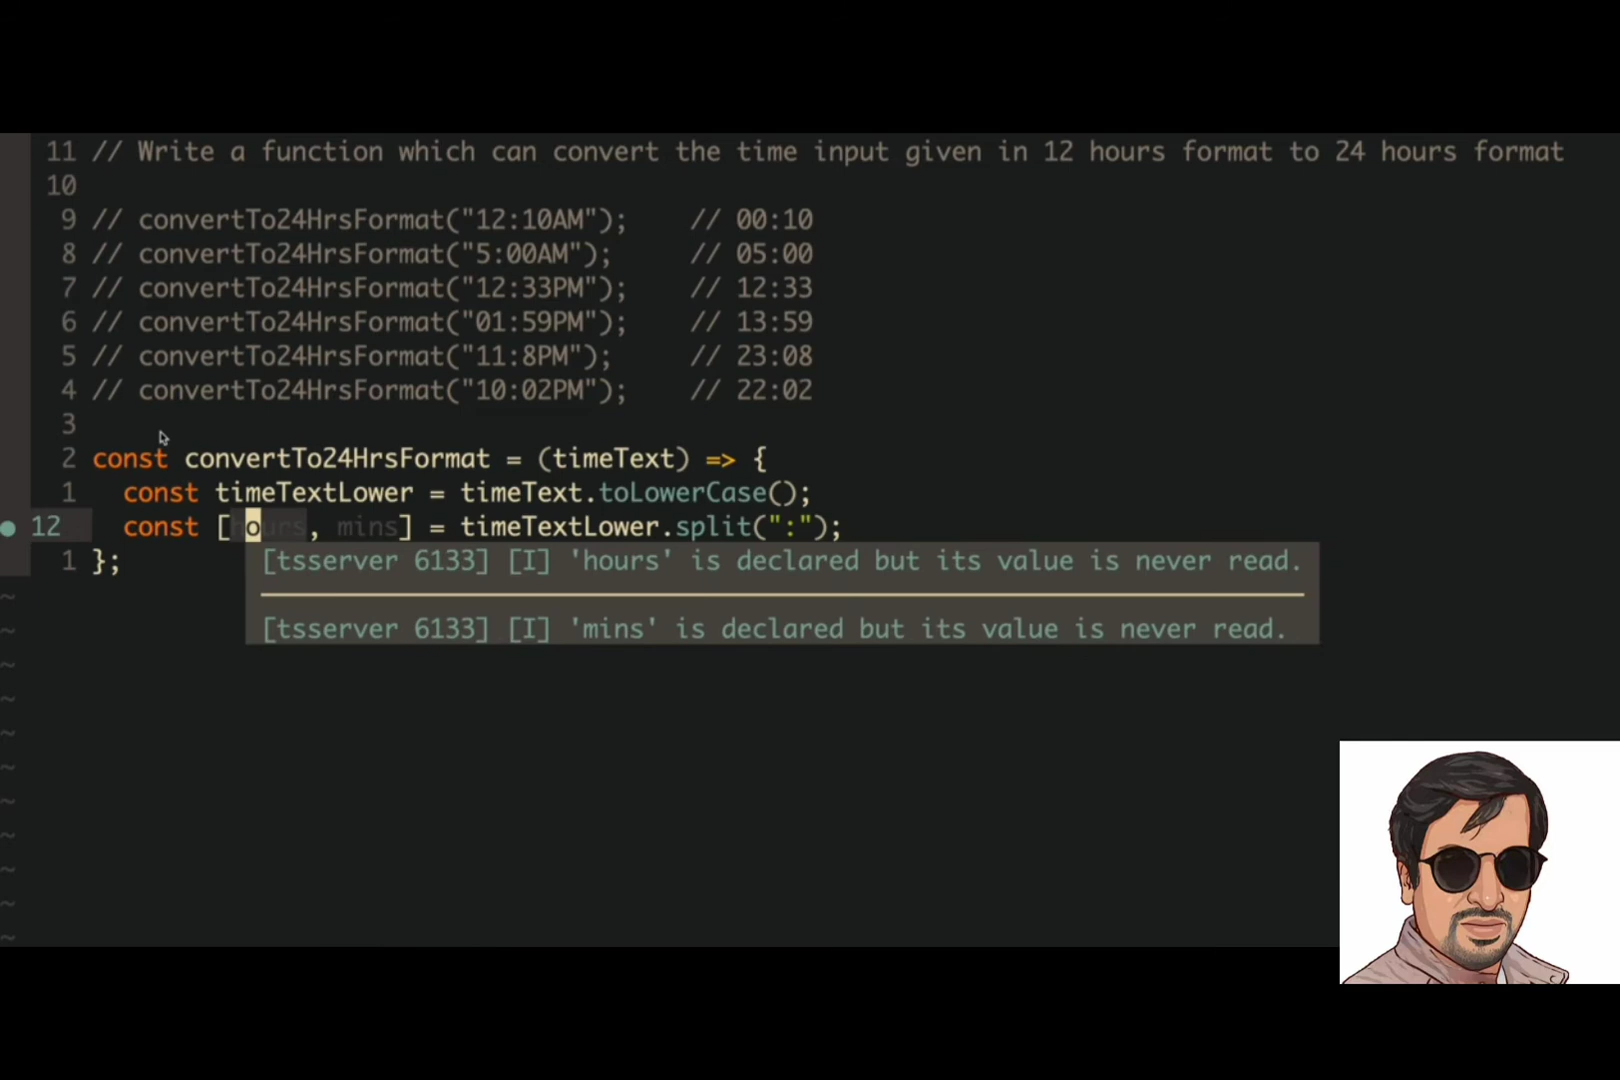 11 // Write a function which can convert the time input given in 12 hours format to 24 hours format
10
9 // convertTo24HrsFormat("12:10AM"); // 00:10
8 // convertTo24HrsFormat("5:00AM"); // 05:00
7 // convertTo24HrsFormat("12:33PM"); // 12:33
6 // convertTo24HrsFormat("01:59PM"); // 13:59
5 // convertTo24HrsFormat("11:8PM"); // 23:08
4 // convertTo24HrsFormat("10:02PM"); // 22:02
3
2 const convertTo24HrsFormat = (timeText) => {
1 const timeTextLower = timeText.toLowerCase();
12 const [hours, mins] = timeTextLower.split(":");
1 };
[tsserver 6133] [I] 'hours' is declared but its value is never read.
[tsserver 6133] [I] 'mins' is declared but its value is never read.
~
~
~
~
~
~
~
~
~
~
~